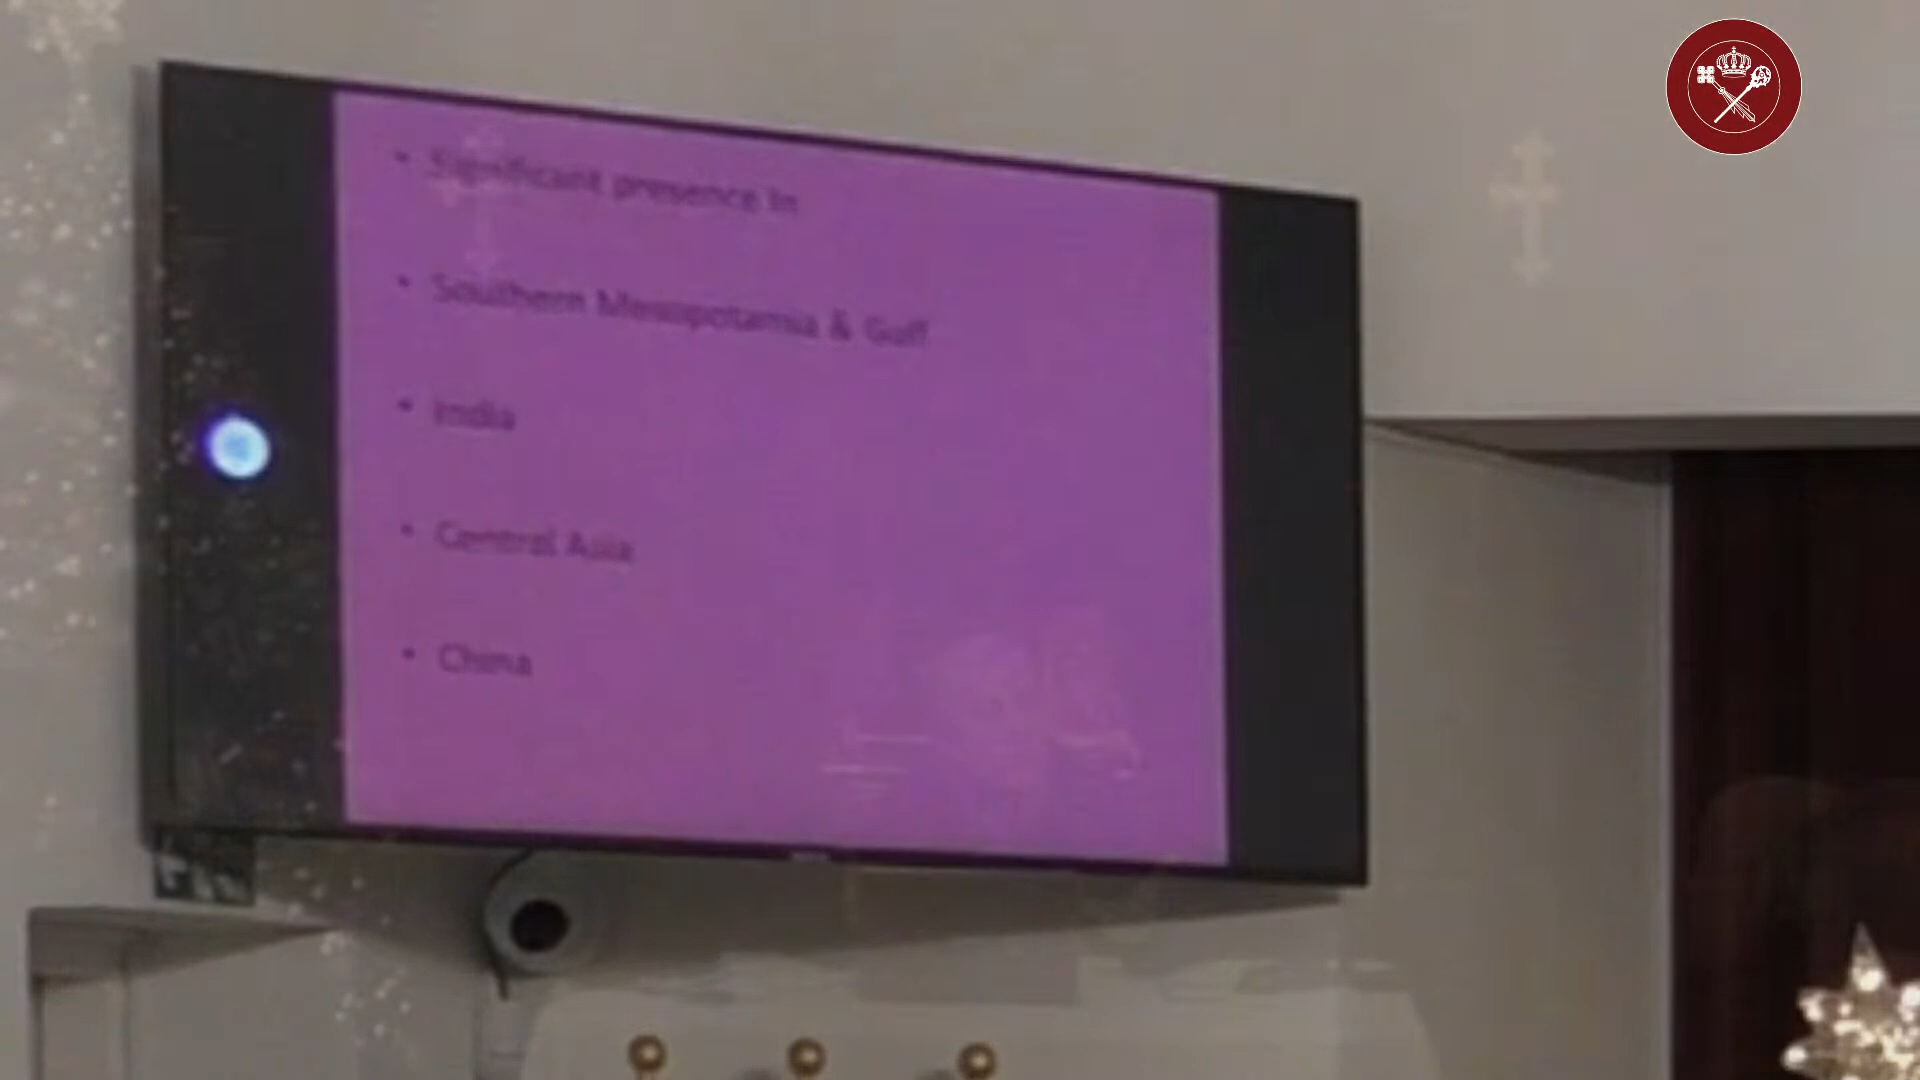 • Significant presence in
• Southern Mesopotamia & Gulf
• India
• Central Asia
• China